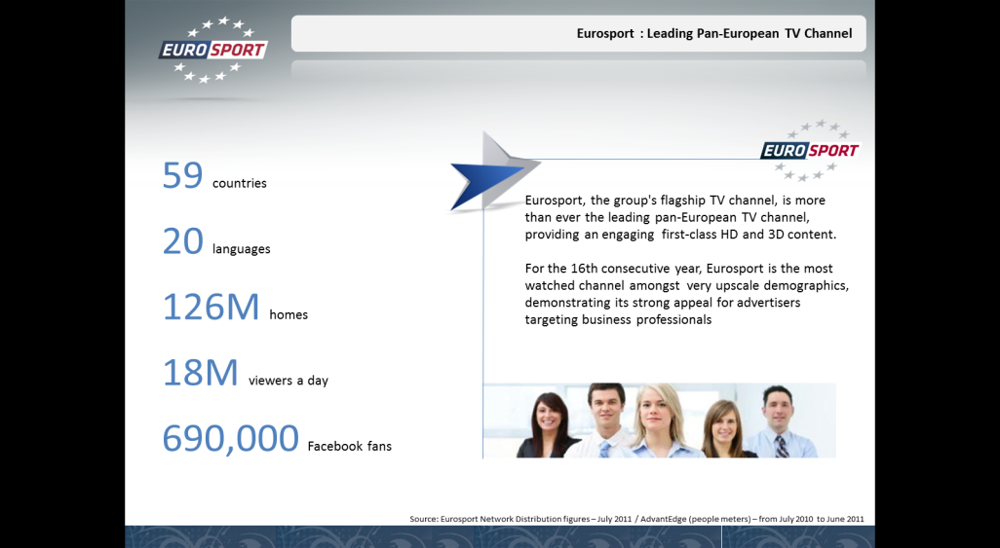 EUROSPORT
Eurosport : Leading Pan-European TV Channel
59 countries
20 languages
126M homes
18M viewers a day
690,000 Facebook fans
EUROSPORT
Eurosport, the group's flagship TV channel, is more
than ever the leading pan-European TV channel,
providing an engaging first-class HD and 3D content.
For the 16th consecutive year, Eurosport is the most
watched channel amongst very upscale demographics,
demonstrating its strong appeal for advertisers
targeting business professionals
Source: Eurosport Network Distribution figures – July 2011 / AdvantEdge (people meters) – from July 2010 to June 2011